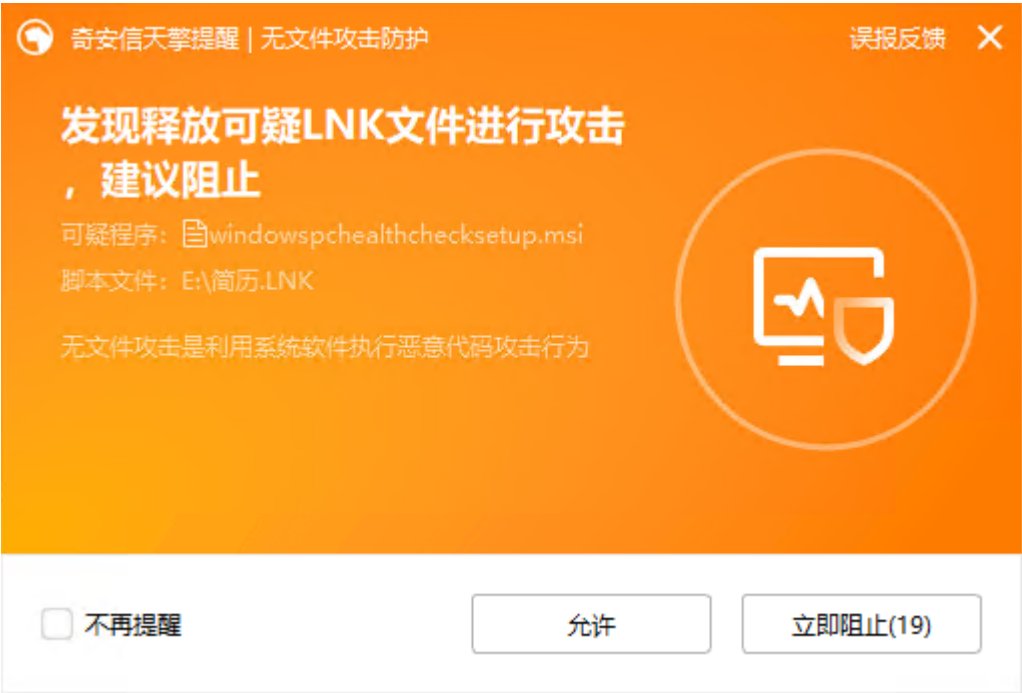 奇安信天擎提醒 | 无文件攻击防护
误报反馈
发现释放可疑LNK文件进行攻击
，建议阻止
可疑程序: windowspchealthchecksetup.msi
脚本文件: E:\简历.LNK
无文件攻击是利用系统软件执行恶意代码攻击行为
不再提醒
允许
立即阻止(19)